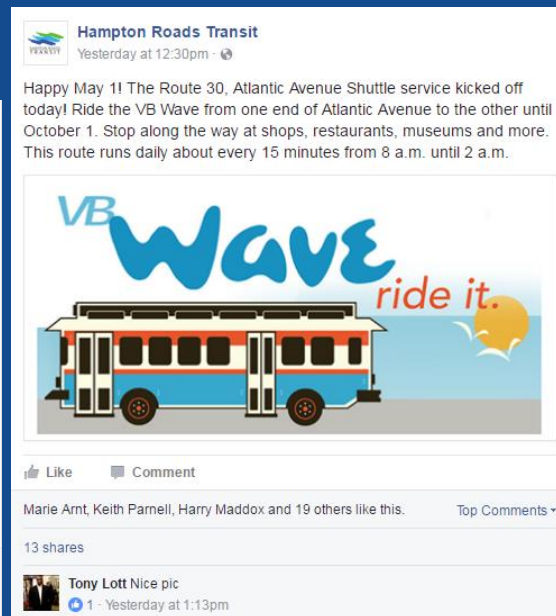 Hampton Roads Transit
Yesterday at 12:30pm ·
Happy May 1! The Route 30, Atlantic Avenue Shuttle service kicked off
today! Ride the VB Wave from one end of Atlantic Avenue to the other until
October 1. Stop along the way at shops, restaurants, museums and more.
This route runs daily about every 15 minutes from 8 a.m. until 2 a.m.
VB
Wave
ride it.
Like Comment
Marie Arnt, Keith Parnell, Harry Maddox and 19 others like this. Top Comments
13 shares
Tony Lott Nice pic
1 · Yesterday at 1:13pm